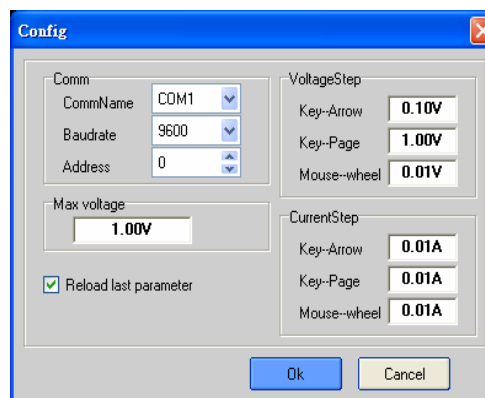 Config
Comm
CommName COM1
Baudrate 9600
Address 0
Max voltage
1.00V
Reload last parameter
VoltageStep
Key--Arrow 0.10V
Key--Page 1.00V
Mouse--wheel 0.01V
CurrentStep
Key--Arrow 0.01A
Key--Page 0.01A
Mouse--wheel 0.01A
Ok Cancel